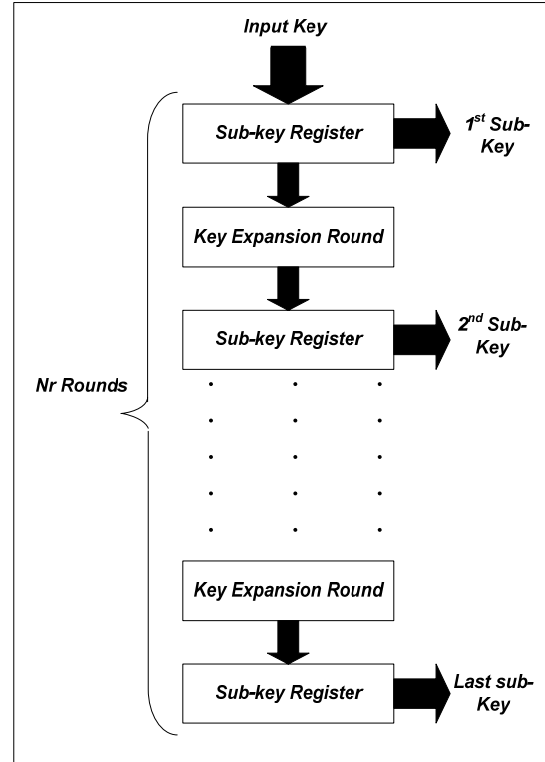 Input Key
Sub-key Register
1st Sub-
Key
Key Expansion Round
Sub-key Register
2nd Sub-
Key
Nr Rounds
Key Expansion Round
Sub-key Register
Last sub-
Key